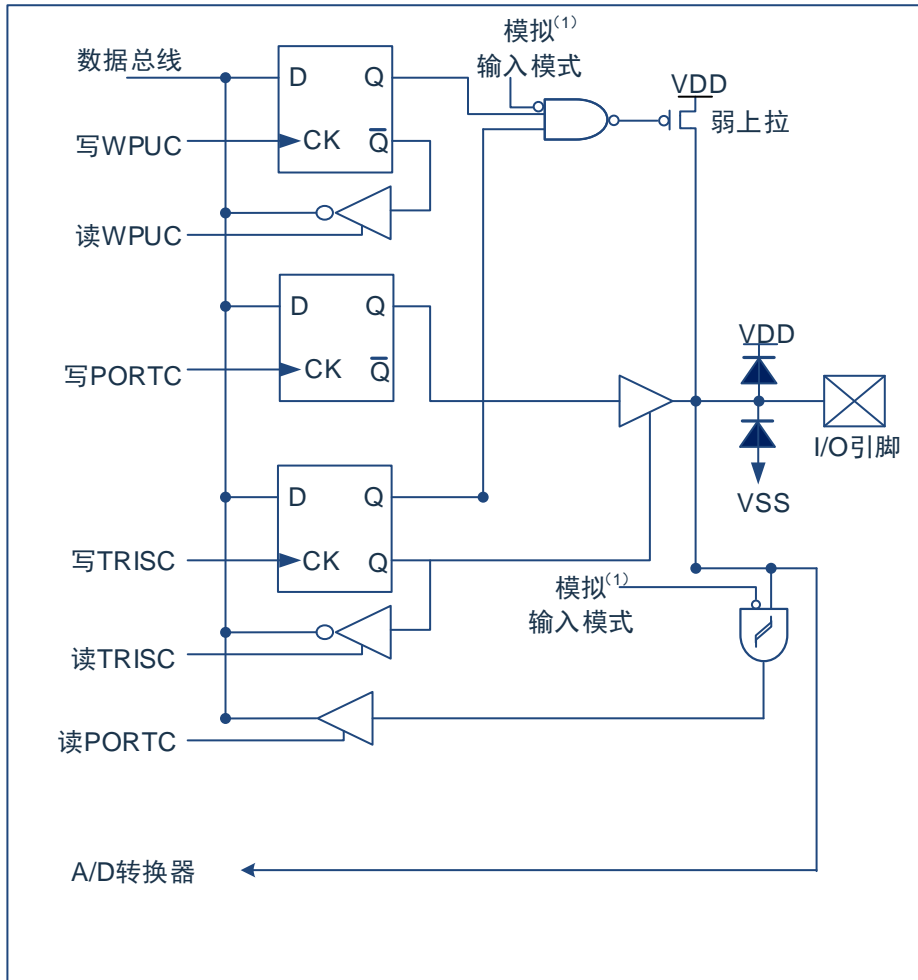 数据总线
D
Q
模拟(1)
输入模式
VDD
弱上拉
写WPUC
CK
Q̅
读WPUC
D
Q
写PORTC
CK
Q̅
VDD
I/O引脚
VSS
D
Q
写TRISC
CK
Q
模拟(1)
输入模式
读TRISC
读PORTC
A/D转换器